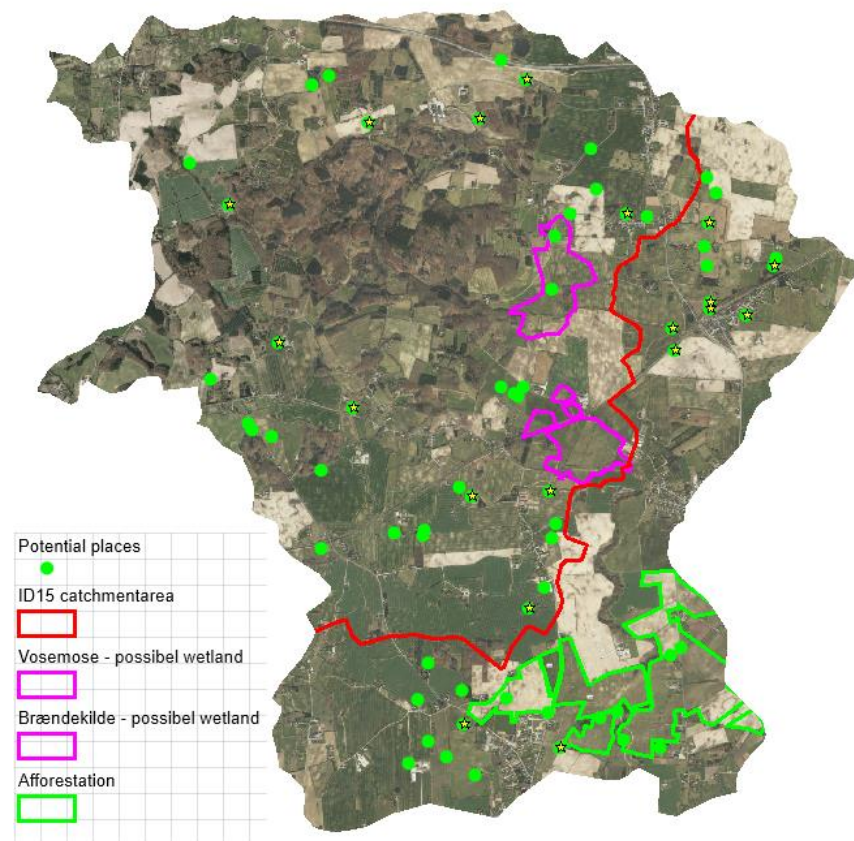 Potential places
ID15 catchmentarea
Vosemose - possibel wetland
Brændekilde - possibel wetland
Afforestation